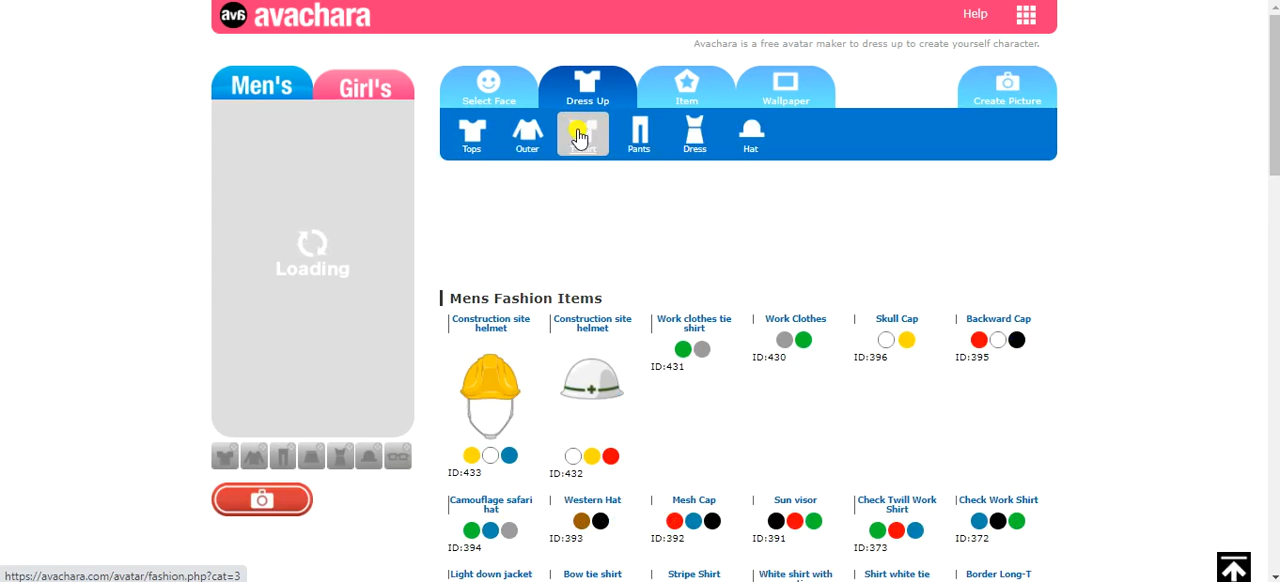 avachara
Help
Avachara is a free avatar maker to dress up to create yourself character.
Men's
Girl's
Select Face
Dress Up
Item
Wallpaper
Create Picture
Tops
Outer
Pants
Dress
Hat
Loading
Mens Fashion Items
Construction site
helmet
ID:433
Construction site
helmet
ID:432
Work clothes tie
shirt
ID:431
Work Clothes
ID:430
Skull Cap
ID:396
Backward Cap
ID:395
Camouflage safari
hat
ID:394
Western Hat
ID:393
Mesh Cap
ID:392
Sun visor
ID:391
Check Twill Work
Shirt
ID:373
Check Work Shirt
ID:372
Light down jacket
Bow tie shirt
Stripe Shirt
White shirt with
Shirt white tie
Border Long-T
https://avachara.com/avatar/fashion.php?cat=3